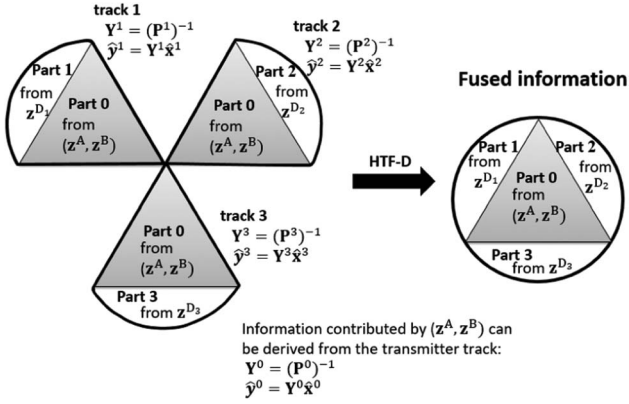 track 1
Y¹ = (P¹)⁻¹
ŷ¹ = Y¹x̂¹
Part 1
from
z^D₁
Part 0
from
(z^A, z^B)
track 2
Y² = (P²)⁻¹
ŷ² = Y²x̂²
Part 2
from
z^D₂
Part 0
from
(z^A, z^B)
track 3
Y³ = (P³)⁻¹
ŷ³ = Y³x̂³
Part 0
from
(z^A, z^B)
Part 3
from z^D₃
HTF-D
Fused information
Part 1
from
z^D₁
Part 2
from
z^D₂
Part 0
from
(z^A, z^B)
Part 3
from z^D₃
Information contributed by (z^A, z^B) can
be derived from the transmitter track:
Y⁰ = (P⁰)⁻¹
ŷ⁰ = Y⁰x̂⁰